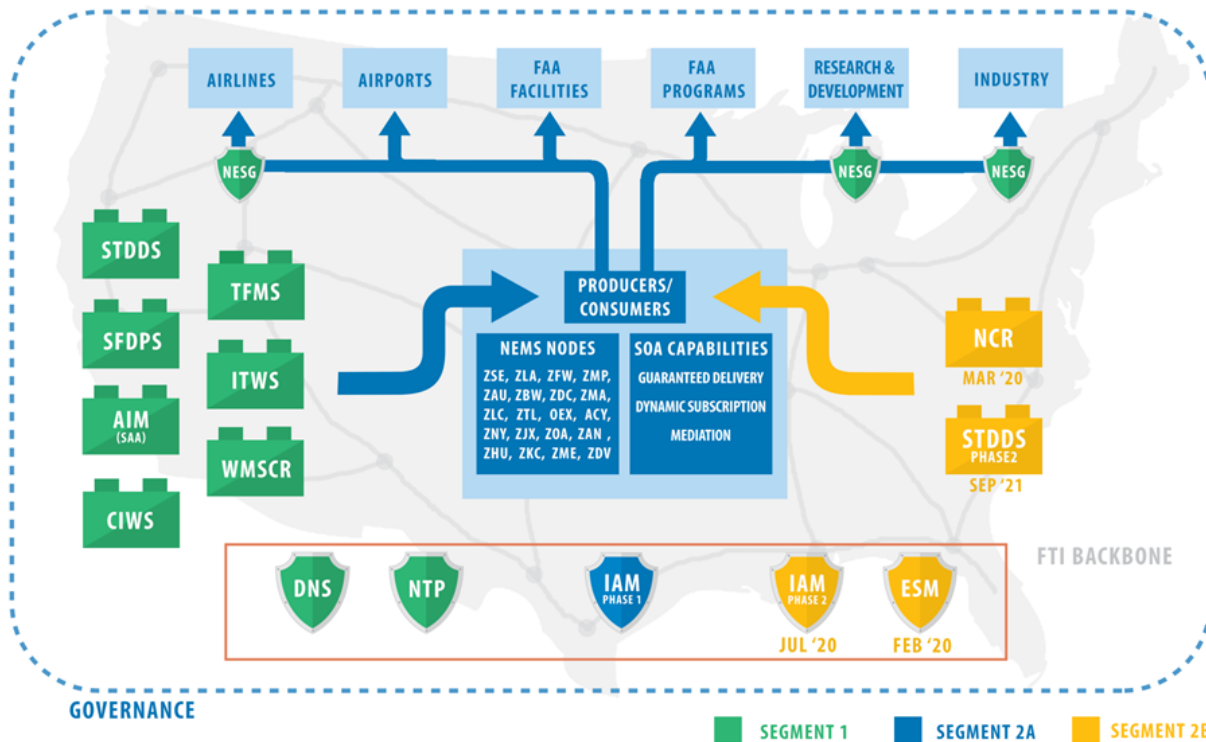 AIRLINES
AIRPORTS
FAA
FACILITIES
FAA
PROGRAMS
RESEARCH &
DEVELOPMENT
INDUSTRY
NESG
NESG
NESG
STDDS
TFMS
SFDPS
ITWS
AIM
(SAA)
WMSCR
CIWS
PRODUCERS/
CONSUMERS
NEMS NODES
ZSE, ZLA, ZFW, ZMP,
ZAU, ZBW, ZDC, ZMA,
ZLC, ZTL, OEX, ACY,
ZNY, ZJX, ZOA, ZAN ,
ZHU, ZKC, ZME, ZDV
SOA CAPABILITIES
GUARANTEED DELIVERY
DYNAMIC SUBSCRIPTION
MEDIATION
NCR
MAR ‘20
STDDS
PHASE2
SEP ‘21
FTI BACKBONE
DNS
NTP
IAM
PHASE 1
IAM
PHASE 2
JUL ‘20
ESM
FEB ‘20
GOVERNANCE
SEGMENT 1
SEGMENT 2A
SEGMENT 2B